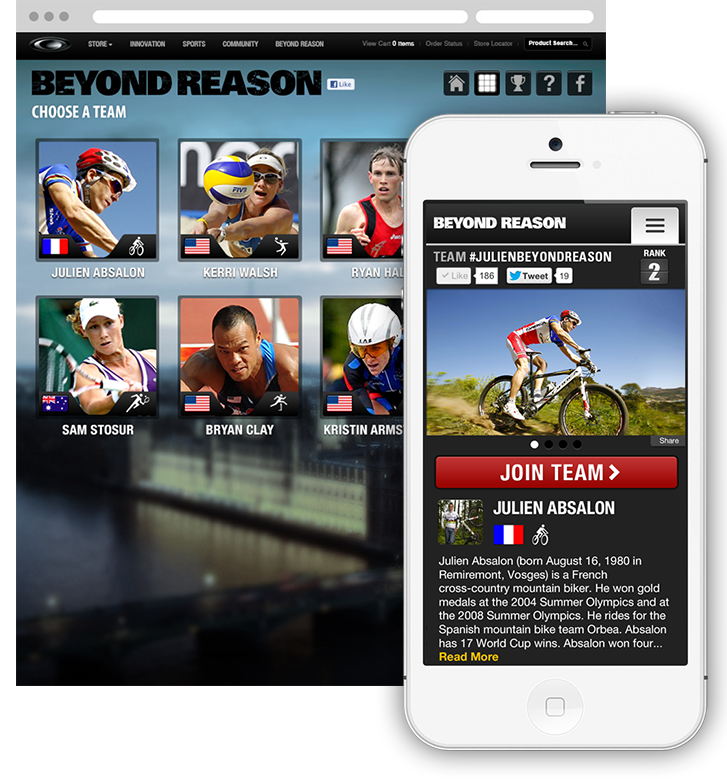 STORE INNOVATION SPORTS COMMUNITY BEYOND REASON View Cart 0 Items Order Status Store Locator Product Search...
BEYOND REASON Like
CHOOSE A TEAM
FIVB
JULIEN ABSALON KERRI WALSH RYAN HAL
USA
SAM STOSUR BRYAN CLAY KRISTIN ARMS
BEYOND REASON
TEAM #JULIENBEYONDREASON RANK
Like 186 Tweet 19 2
Share
JOIN TEAM
JULIEN ABSALON
Julien Absalon (born August 16, 1980 in
Remiremont, Vosges) is a French
cross-country mountain biker. He won gold
medals at the 2004 Summer Olympics and at
the 2008 Summer Olympics. He rides for the
Spanish mountain bike team Orbea. Absalon
has 17 World Cup wins. Absalon won four...
Read More